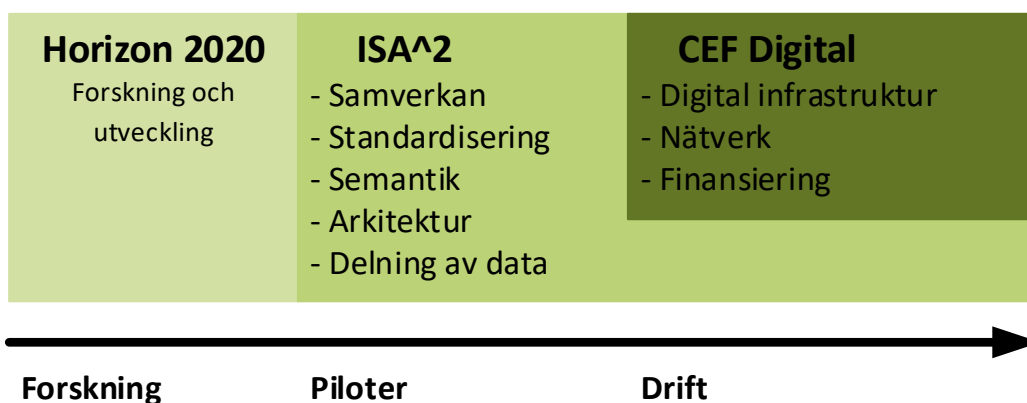 Horizon 2020
Forskning och
utveckling
ISA^2
- Samverkan
- Standardisering
- Semantik
- Arkitektur
- Delning av data
CEF Digital
- Digital infrastruktur
- Nätverk
- Finansiering
Forskning
Piloter
Drift